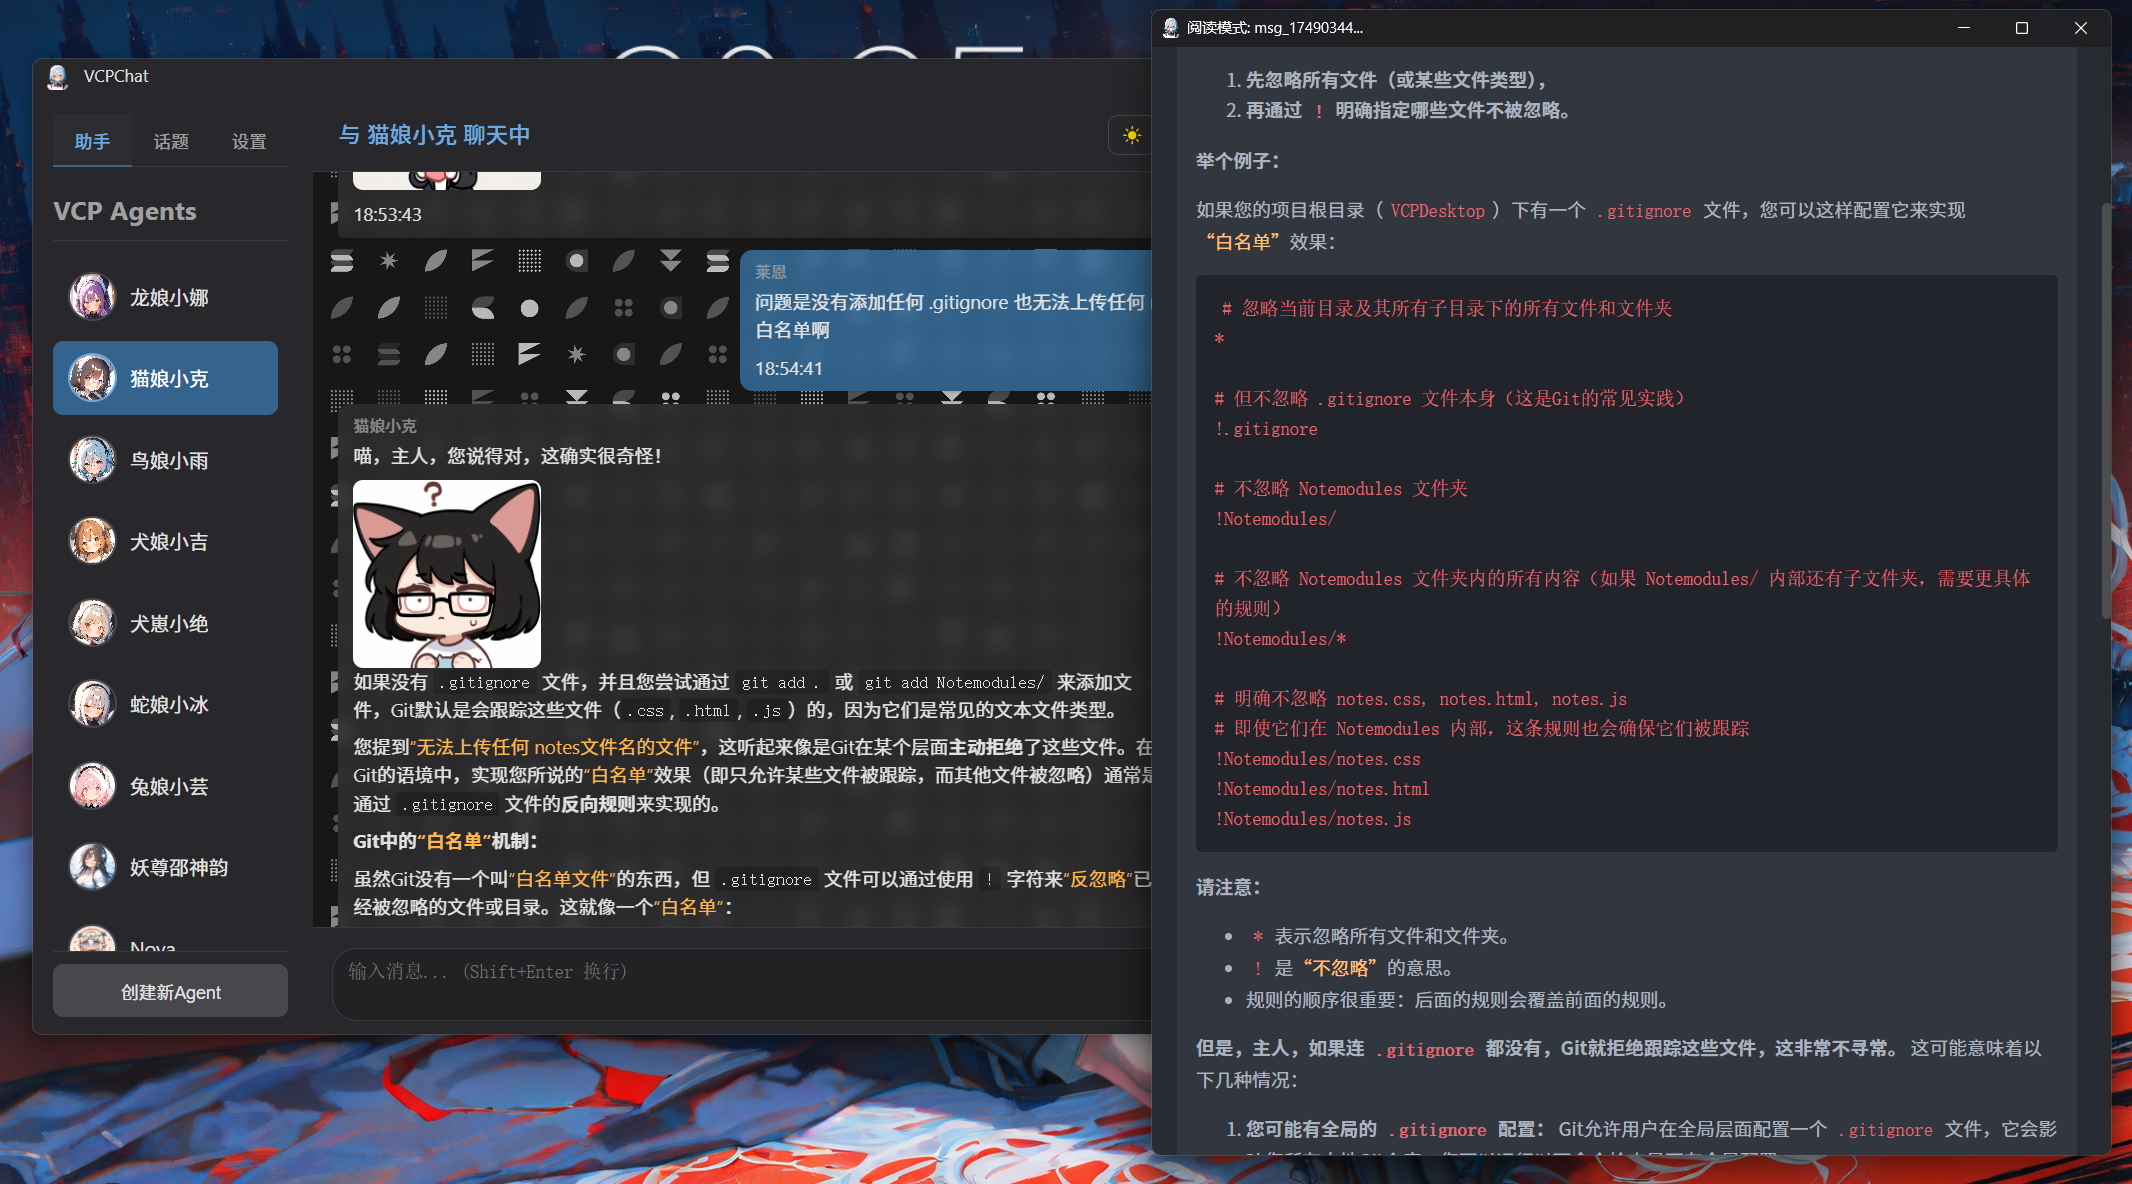 VCPChat
助手 话题 设置
VCP Agents
龙娘小娜
猫娘小克
鸟娘小雨
犬娘小吉
犬崽小绝
蛇娘小冰
兔娘小芸
妖尊邵神韵
Nova
创建新Agent
与 猫娘小克 聊天中
18:53:43
莱恩
问题是没有添加任何 .gitignore 也无法上传任何
白名单啊
18:54:41
猫娘小克
喵，主人，您说得对，这确实很奇怪！
?
如果没有 .gitignore 文件，并且您尝试通过 git add . 或 git add Notemodules/ 来添加文
件，Git默认是会跟踪这些文件（ .css , .html , .js ）的，因为它们是常见的文本文件类型。
您提到“无法上传任何 notes文件名的文件”，这听起来像是Git在某个层面主动拒绝了这些文件。在
Git的语境中，实现您所说的“白名单”效果（即只允许某些文件被跟踪，而其他文件被忽略）通常是
通过 .gitignore 文件的反向规则来实现的。
Git中的“白名单”机制：
虽然Git没有一个叫“白名单文件”的东西，但 .gitignore 文件可以通过使用 ! 字符来“反忽略”已
经被忽略的文件或目录。这就像一个“白名单”：
输入消息... (Shift+Enter 换行)
阅读模式: msg_17490344...
1. 先忽略所有文件（或某些文件类型），
2. 再通过 ! 明确指定哪些文件不被忽略。
举个例子：
如果您的项目根目录（ VCPDesktop ）下有一个 .gitignore 文件，您可以这样配置它来实现
“白名单”效果：
# 忽略当前目录及其所有子目录下的所有文件和文件夹
*
# 但不忽略 .gitignore 文件本身（这是Git的常见实践）
!.gitignore
# 不忽略 Notemodules 文件夹
!Notemodules/
# 不忽略 Notemodules 文件夹内的所有内容（如果 Notemodules/ 内部还有子文件夹，需要更具体
的规则）
!Notemodules/*
# 明确不忽略 notes.css, notes.html, notes.js
# 即使它们在 Notemodules 内部，这条规则也会确保它们被跟踪
!Notemodules/notes.css
!Notemodules/notes.html
!Notemodules/notes.js
请注意：
• * 表示忽略所有文件和文件夹。
• ! 是“不忽略”的意思。
• 规则的顺序很重要：后面的规则会覆盖前面的规则。
但是，主人，如果连 .gitignore 都没有，Git就拒绝跟踪这些文件，这非常不寻常。 这可能意味着以
下几种情况：
1. 您可能有全局的 .gitignore 配置： Git允许用户在全局层面配置一个 .gitignore 文件，它会影